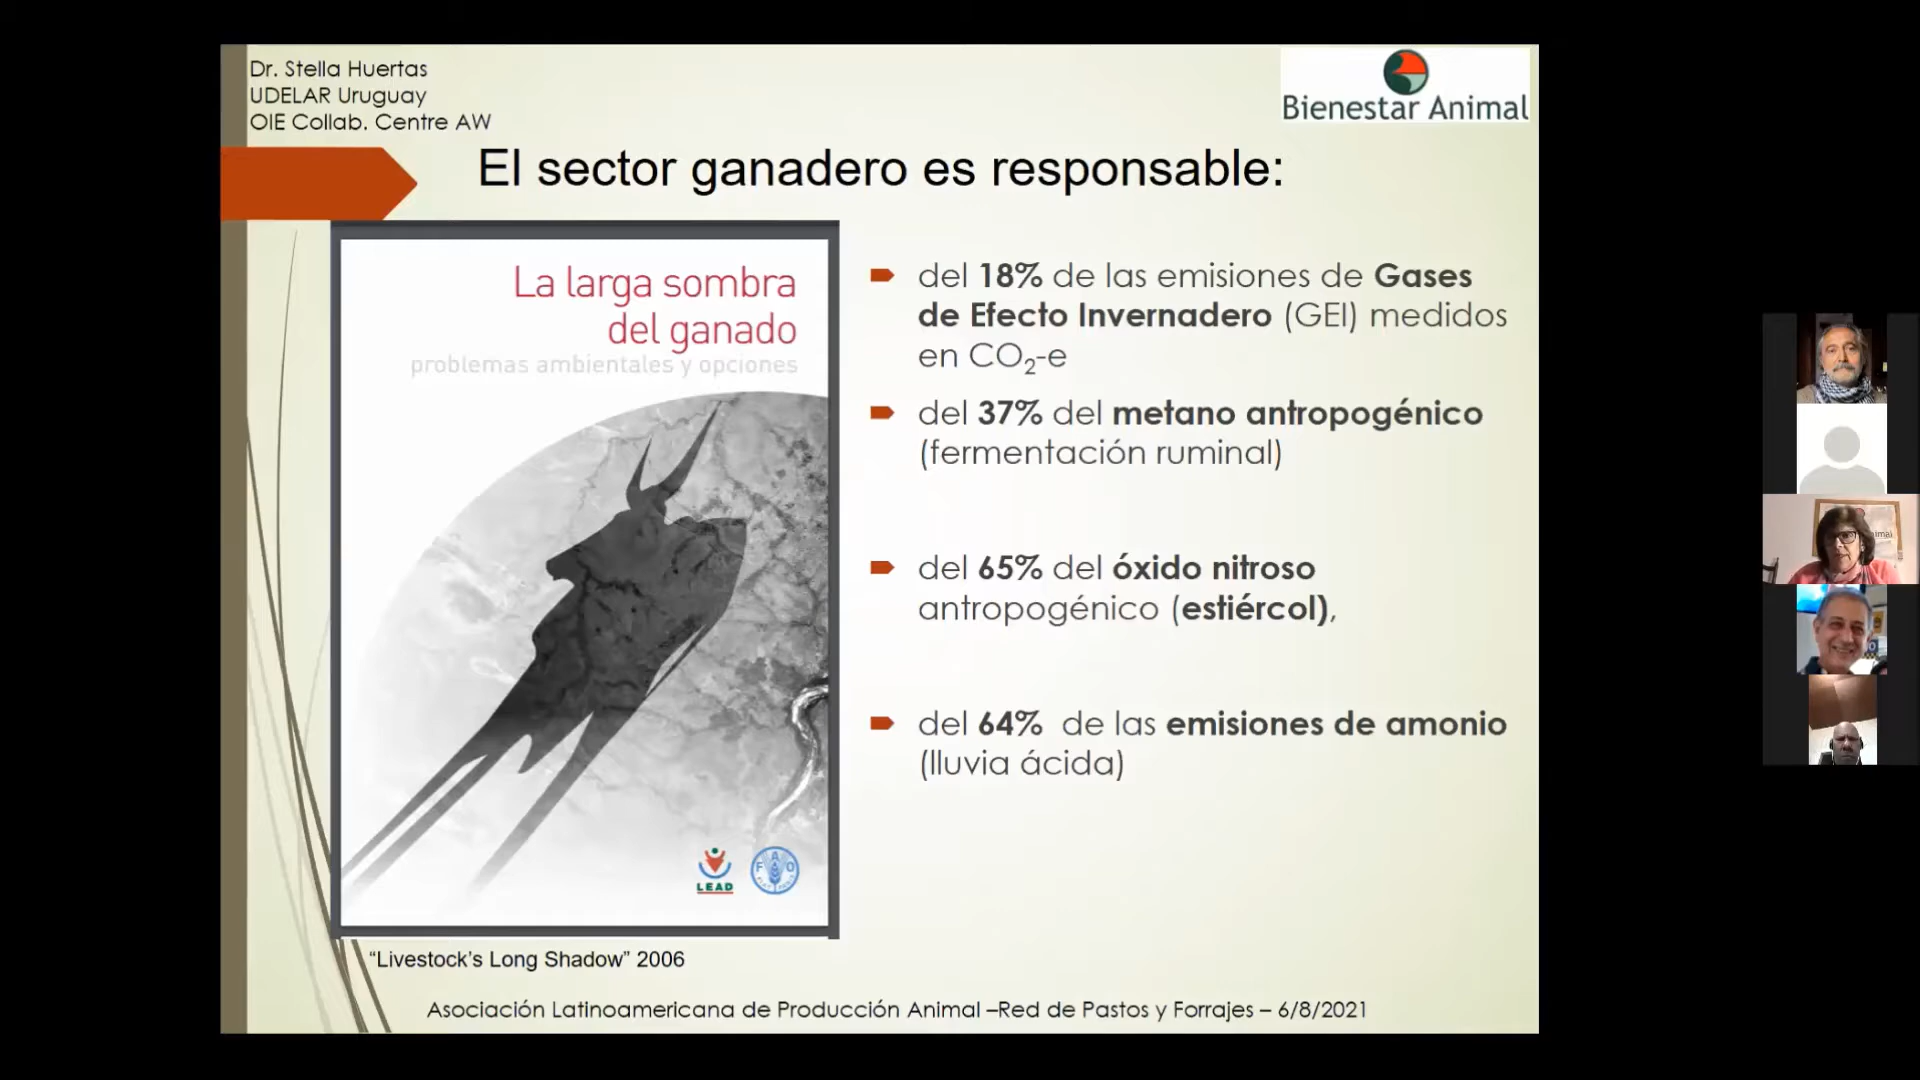 Dr. Stella Huertas
UDELAR Uruguay
OIE Collab. Centre AW
Bienestar Animal
El sector ganadero es responsable:
La larga sombra
del ganado
problemas ambientales y opciones
LEAD
FAO
"Livestock's Long Shadow" 2006
del 18% de las emisiones de Gases
de Efecto Invernadero (GEI) medidos
en CO₂-e
del 37% del metano antropogénico
(fermentación ruminal)
del 65% del óxido nitroso
antropogénico (estiércol),
del 64% de las emisiones de amonio
(lluvia ácida)
Asociación Latinoamericana de Producción Animal –Red de Pastos y Forrajes – 6/8/2021